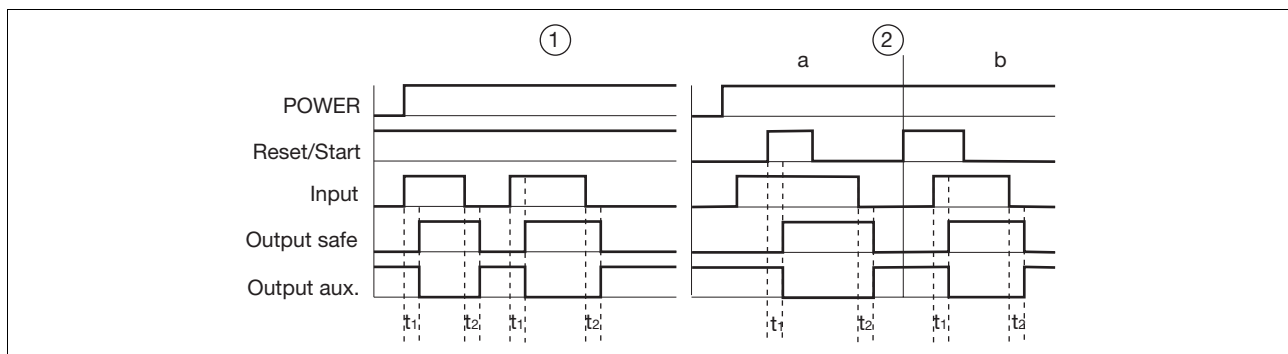 ① ②
a b
POWER
Reset/Start
Input
Output safe
Output aux.
t₁ t₂ t₁ t₂ t₁ t₂ t₁ t₂